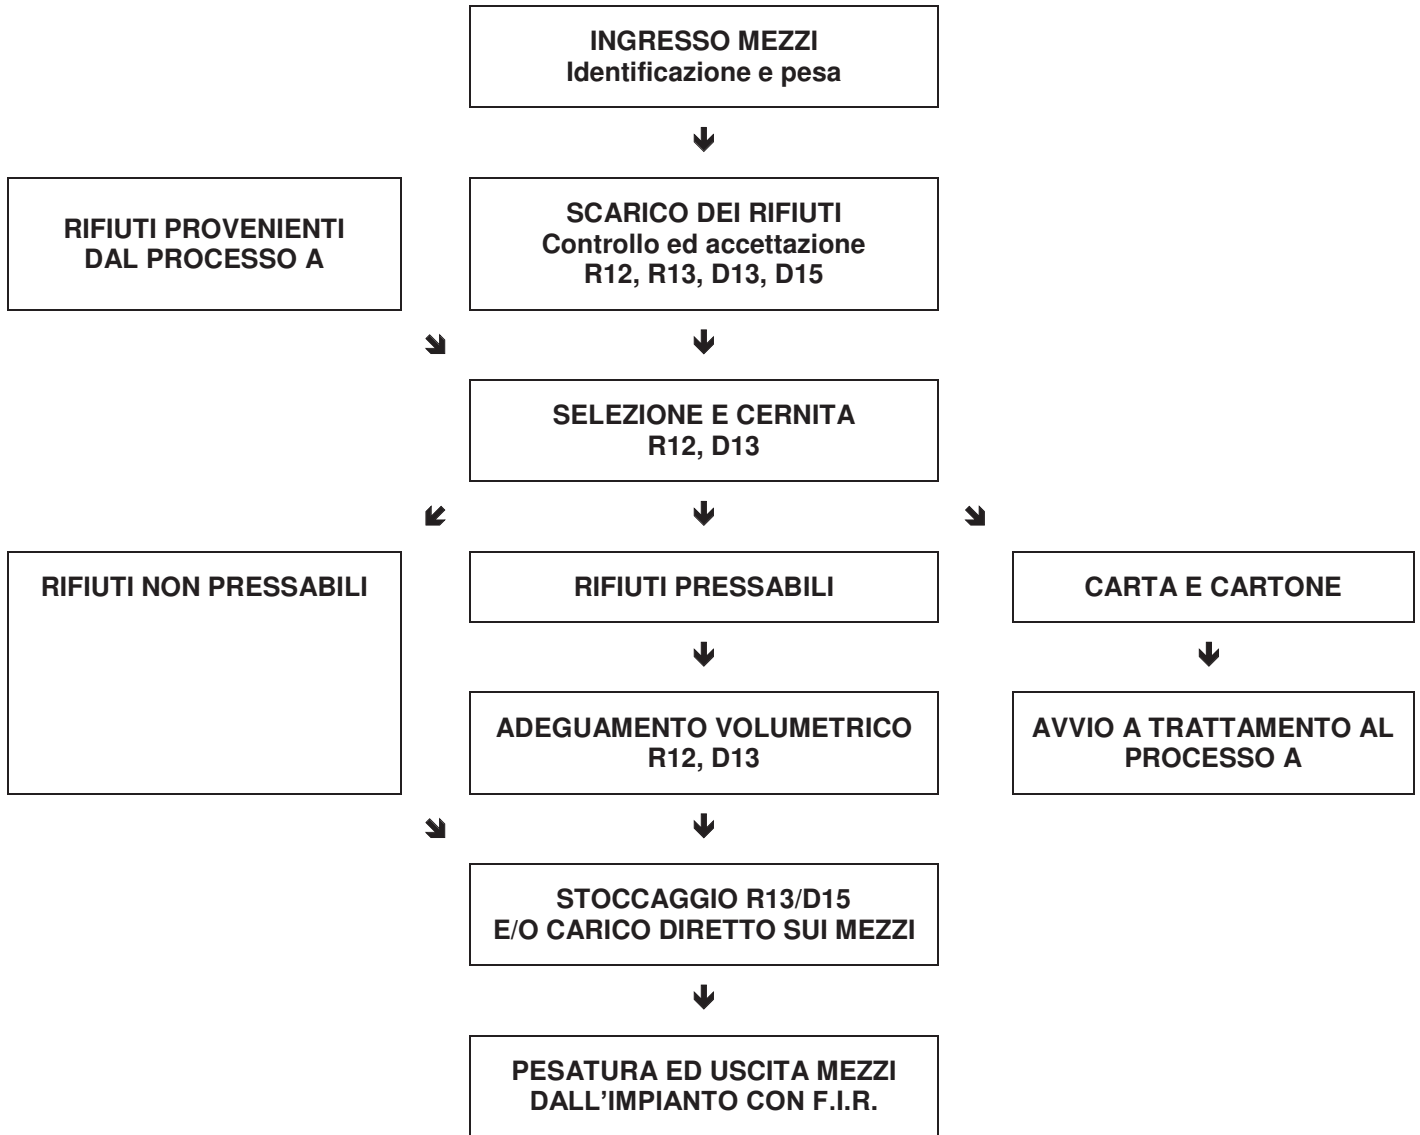 INGRESSO MEZZI
Identificazione e pesa
RIFIUTI PROVENIENTI
DAL PROCESSO A
SCARICO DEI RIFIUTI
Controllo ed accettazione
R12, R13, D13, D15
SELEZIONE E CERNITA
R12, D13
RIFIUTI NON PRESSABILI
RIFIUTI PRESSABILI
CARTA E CARTONE
ADEGUAMENTO VOLUMETRICO
R12, D13
AVVIO A TRATTAMENTO AL
PROCESSO A
STOCCAGGIO R13/D15
E/O CARICO DIRETTO SUI MEZZI
PESATURA ED USCITA MEZZI
DALL'IMPIANTO CON F.I.R.